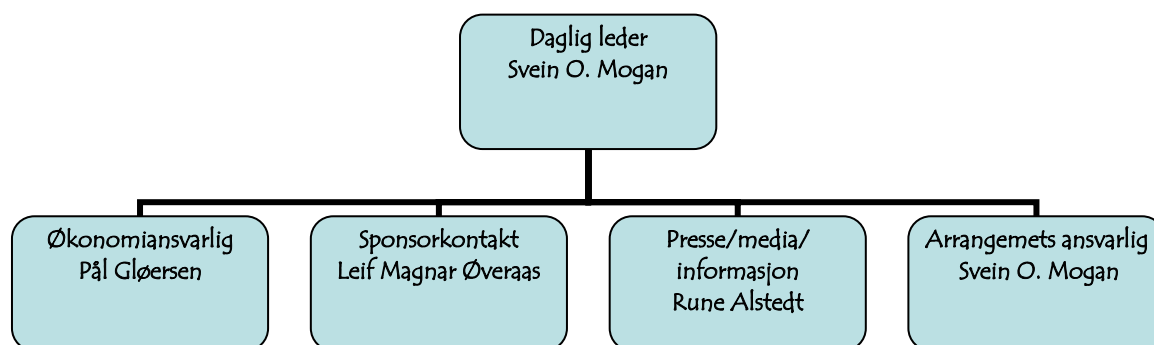 Daglig leder
Svein O. Mogan
Økonomiansvarlig
Pål Gløersen
Sponsorkontakt
Leif Magnar Øveraas
Presse/media/
informasjon
Rune Alstedt
Arrangemets ansvarlig
Svein O. Mogan